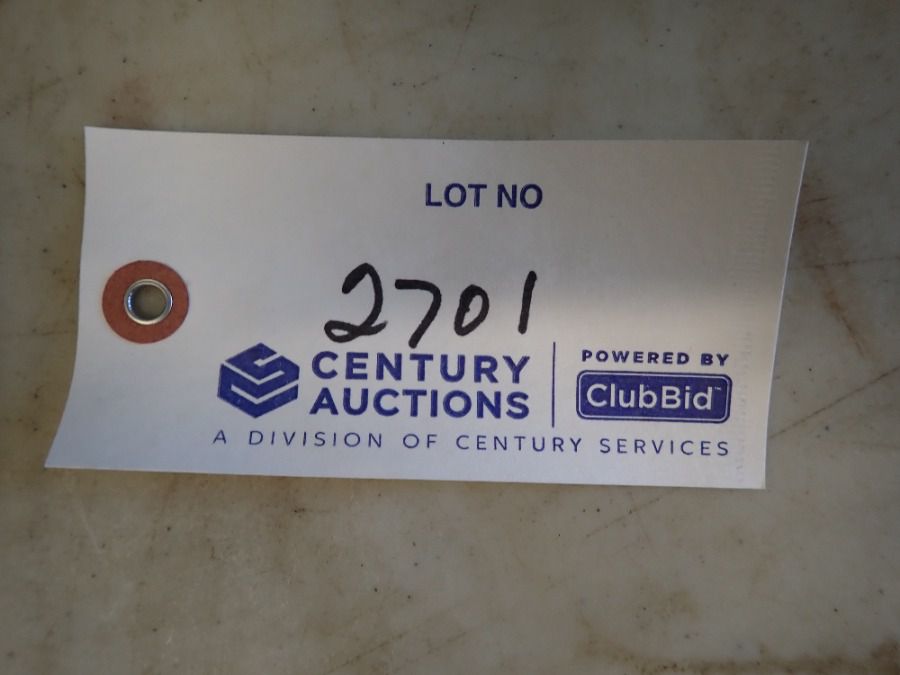 LOT NO
2701
CENTURY
AUCTIONS
POWERED BY
ClubBid™
A DIVISION OF CENTURY SERVICES